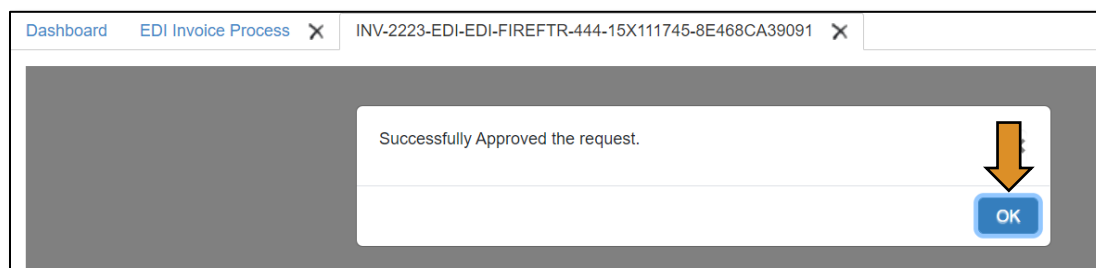 Dashboard EDI Invoice Process INV-2223-EDI-EDI-FIREFTR-444-15X111745-8E468CA39091
Successfully Approved the request.
OK